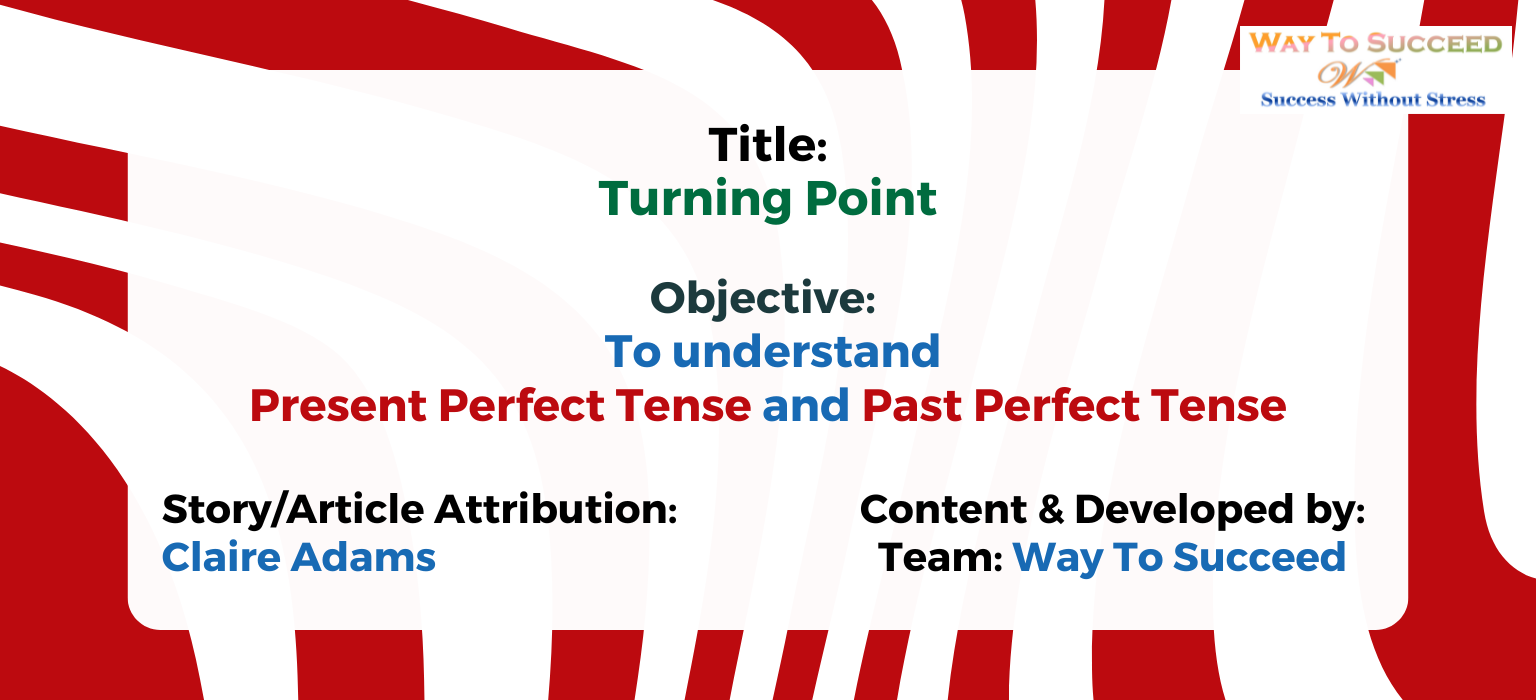 WAY TO SUCCEED
W
Success Without Stress
Title:
Turning Point
Objective:
To understand
Present Perfect Tense and Past Perfect Tense
Story/Article Attribution:
Claire Adams
Content & Developed by:
Team: Way To Succeed